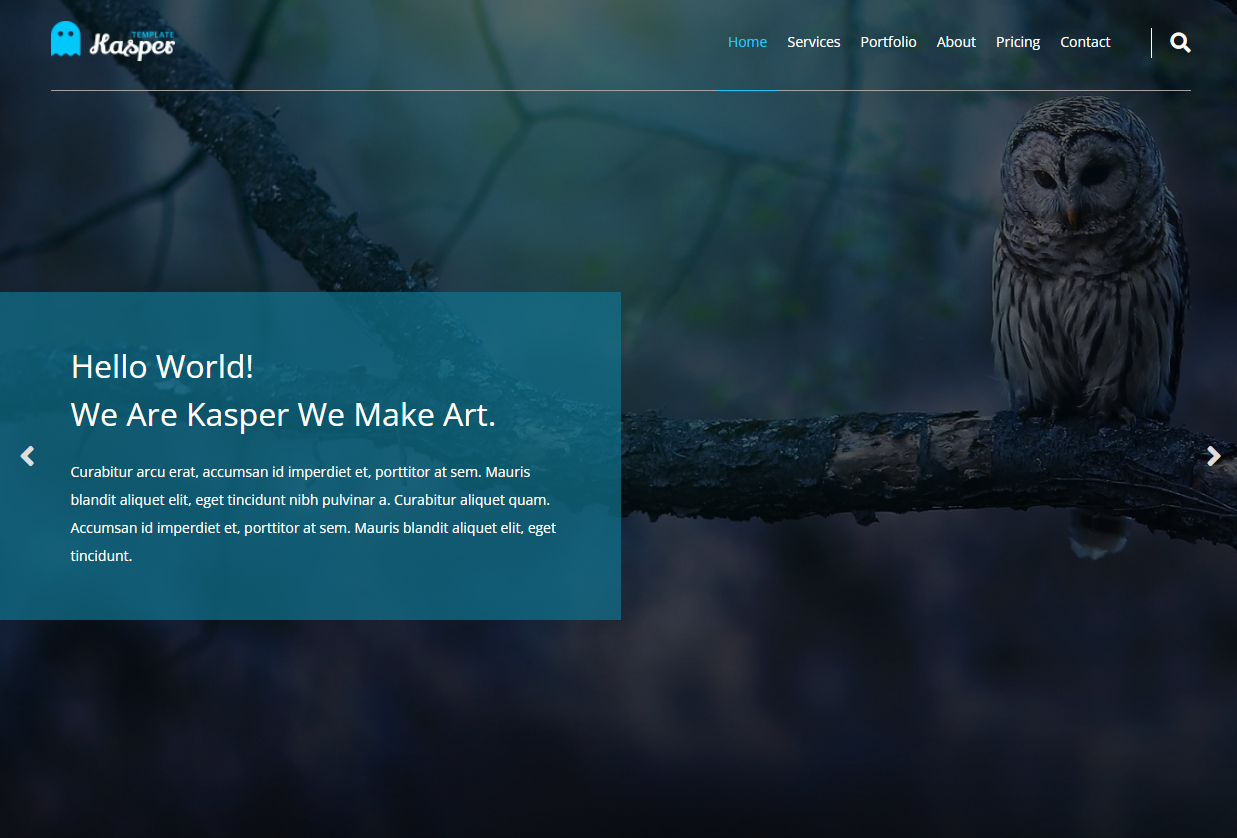 TEMPLATE
Kasper
Home Services Portfolio About Pricing Contact
Hello World!
We Are Kasper We Make Art.
Curabitur arcu erat, accumsan id imperdiet et, porttitor at sem. Mauris
blandit aliquet elit, eget tincidunt nibh pulvinar a. Curabitur aliquet quam.
Accumsan id imperdiet et, porttitor at sem. Mauris blandit aliquet elit, eget
tincidunt.